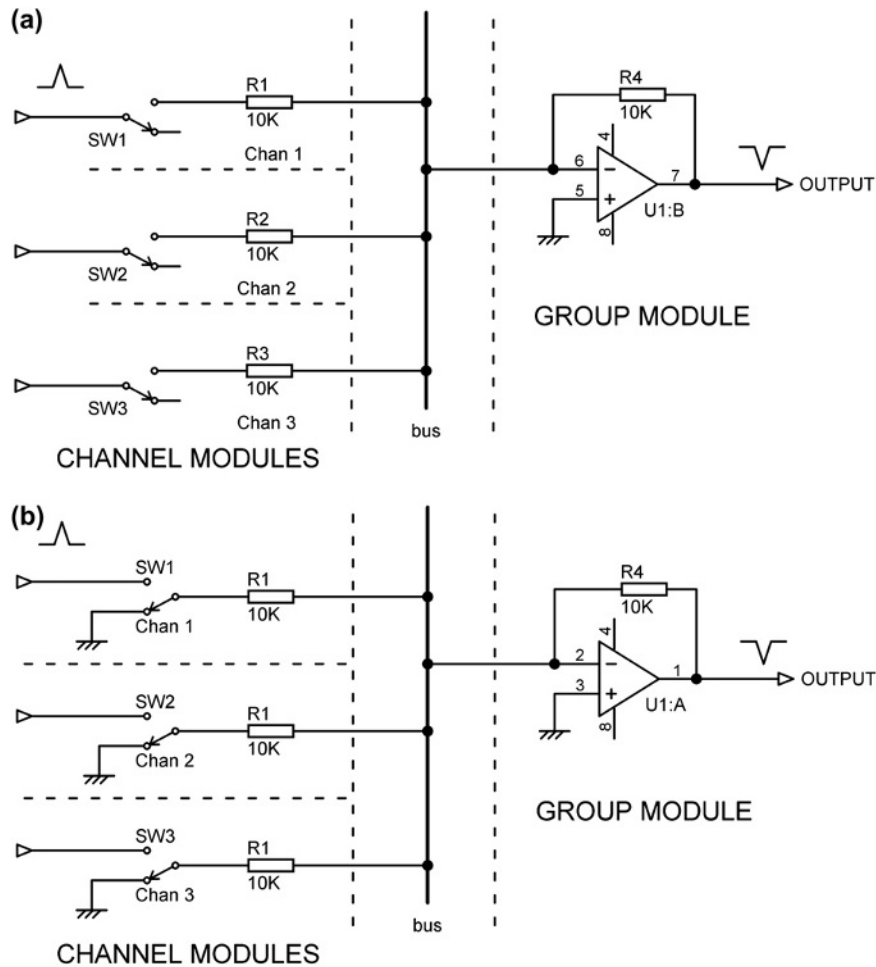 (a)
R1
10K
SW1
Chan 1
R2
10K
SW2
Chan 2
R3
10K
SW3
Chan 3
CHANNEL MODULES
bus
R4
10K
4
6
-
5
+
7
8
U1:B
OUTPUT
GROUP MODULE
(b)
SW1
R1
10K
Chan 1
SW2
R1
10K
Chan 2
SW3
R1
10K
Chan 3
CHANNEL MODULES
bus
R4
10K
4
2
-
3
+
1
8
U1:A
OUTPUT
GROUP MODULE